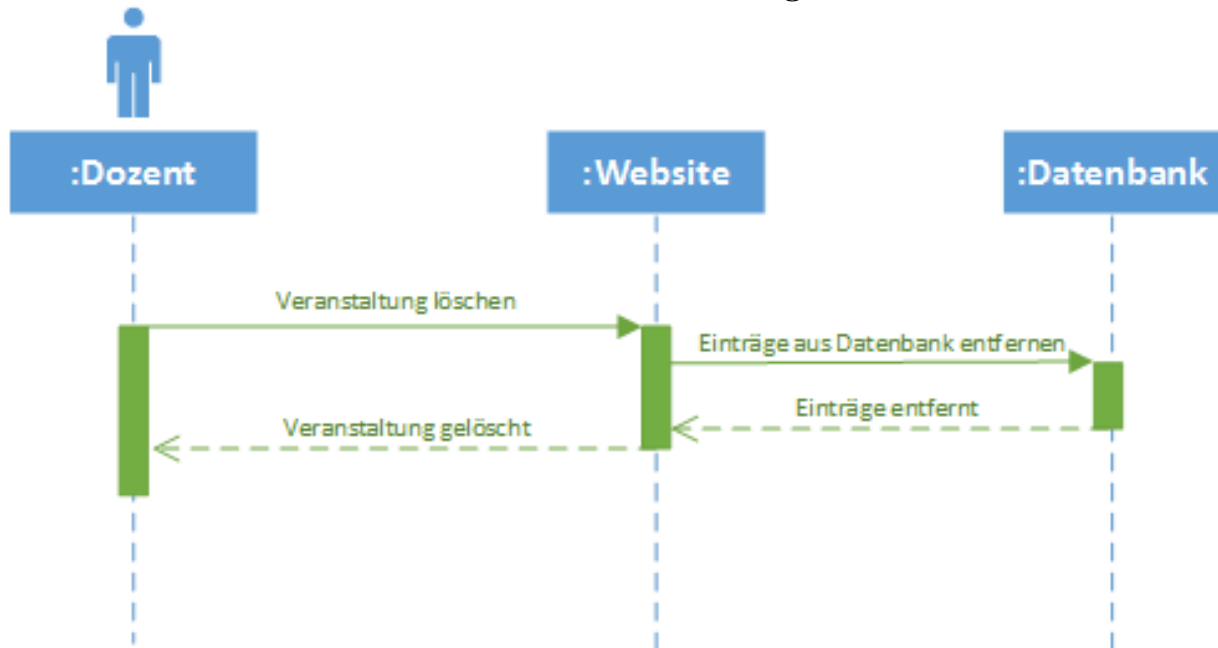 :Dozent
:Website
:Datenbank
Veranstaltung löschen
Einträge aus Datenbank entfernen
Einträge entfernt
Veranstaltung gelöscht